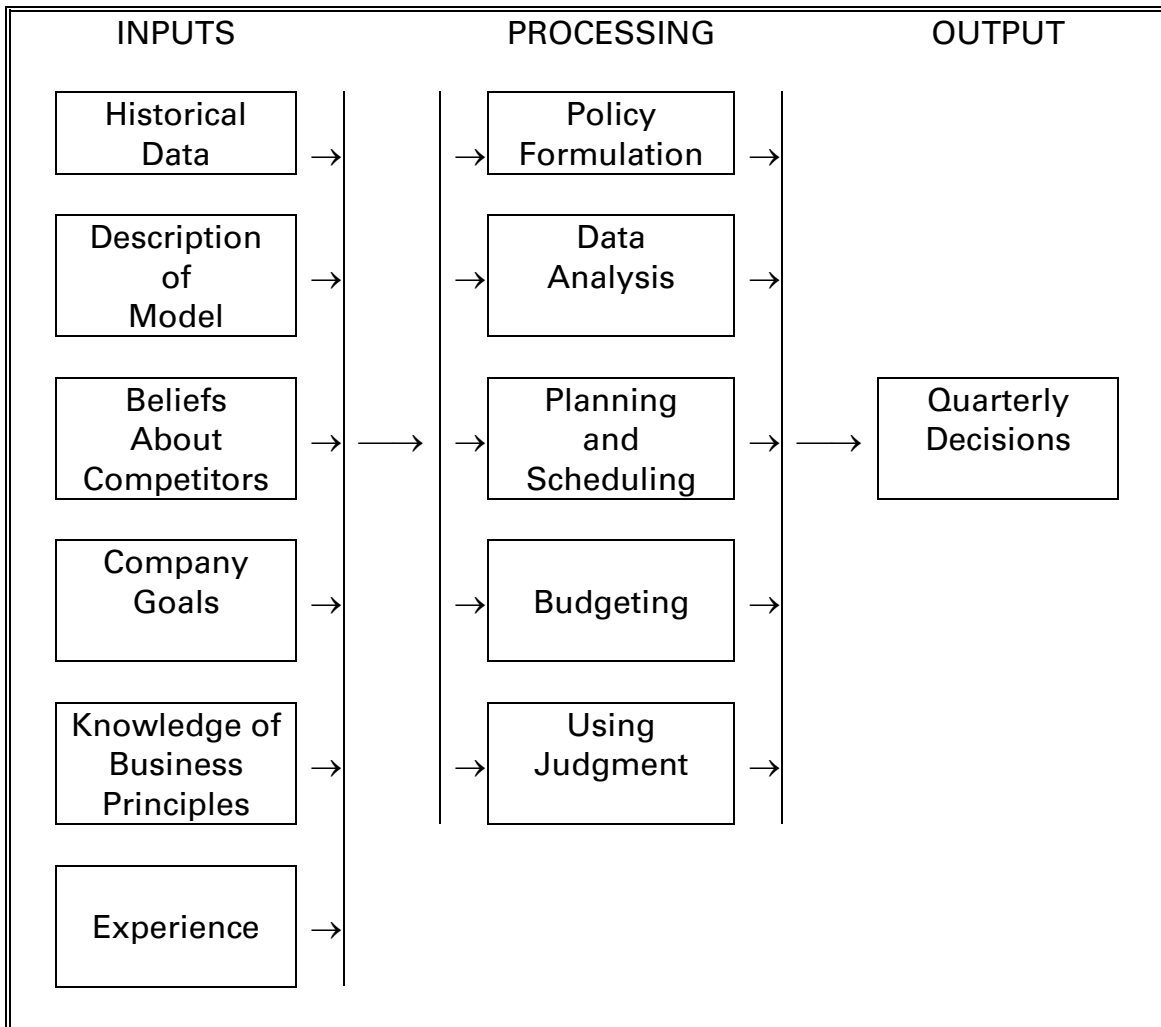 INPUTS PROCESSING OUTPUT
Historical
Data
Description
of
Model
Beliefs
About
Competitors
Company
Goals
Knowledge of
Business
Principles
Experience
Policy
Formulation
Data
Analysis
Planning
and
Scheduling
Budgeting
Using
Judgment
Quarterly
Decisions